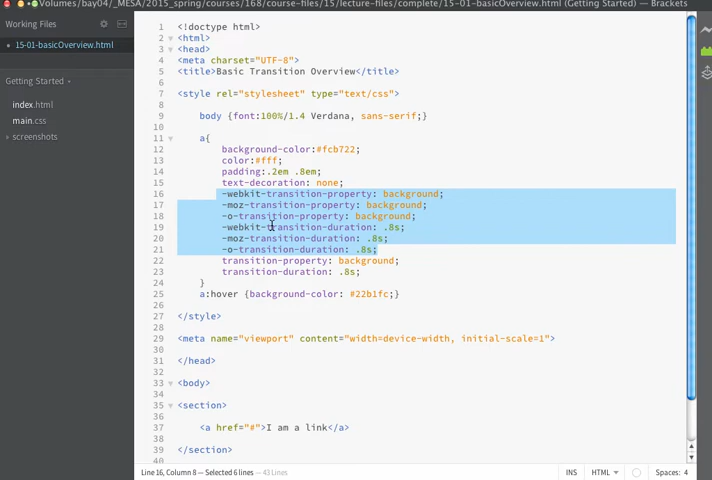 Volumes/bay04/_MESA/2015_spring/courses/168/course-files/15/lecture-files/complete/15-01-basicOverview.html (Getting Started) — Brackets
Working Files
• 15-01-basicOverview.html
Getting Started
index.html
main.css
screenshots
1 <!doctype html>
2 <html>
3 <head>
4 <meta charset="UTF-8">
5 <title>Basic Transition Overview</title>
6
7 <style rel="stylesheet" type="text/css">
8
9 body {font:100%/1.4 Verdana, sans-serif;}
10
11 a{
12 background-color:#fcb722;
13 color:#fff;
14 padding:.2em .8em;
15 text-decoration: none;
16 -webkit-transition-property: background;
17 -moz-transition-property: background;
18 -o-transition-property: background;
19 -webkit-transition-duration: .8s;
20 -moz-transition-duration: .8s;
21 -o-transition-duration: .8s;
22 transition-property: background;
23 transition-duration: .8s;
24 }
25 a:hover {background-color: #22b1fc;}
26
27 </style>
28
29 <meta name="viewport" content="width=device-width, initial-scale=1">
30
31 </head>
32
33 <body>
34
35 <section>
36
37 <a href="#">I am a link</a>
38
39 </section>
40
Line 16, Column 8 — Selected 6 lines — 43 Lines
INS
HTML
Spaces: 4